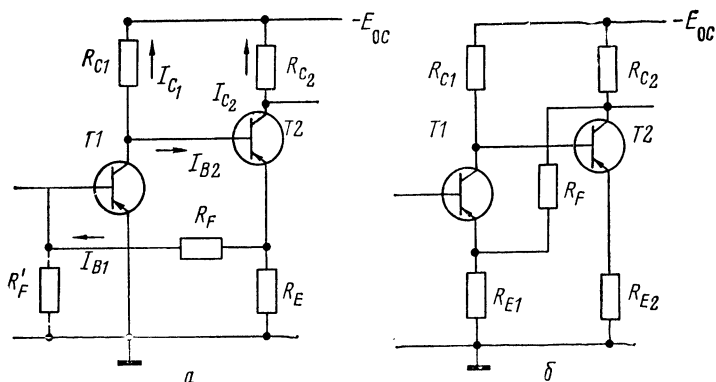 -E_OC
R_C1
I_C1
R_C2
I_C2
T1
T2
I_B2
R_F
I_B1
R'_F
R_E
a
-E_OC
R_C1
R_C2
T1
T2
R_F
R_E1
R_E2
б